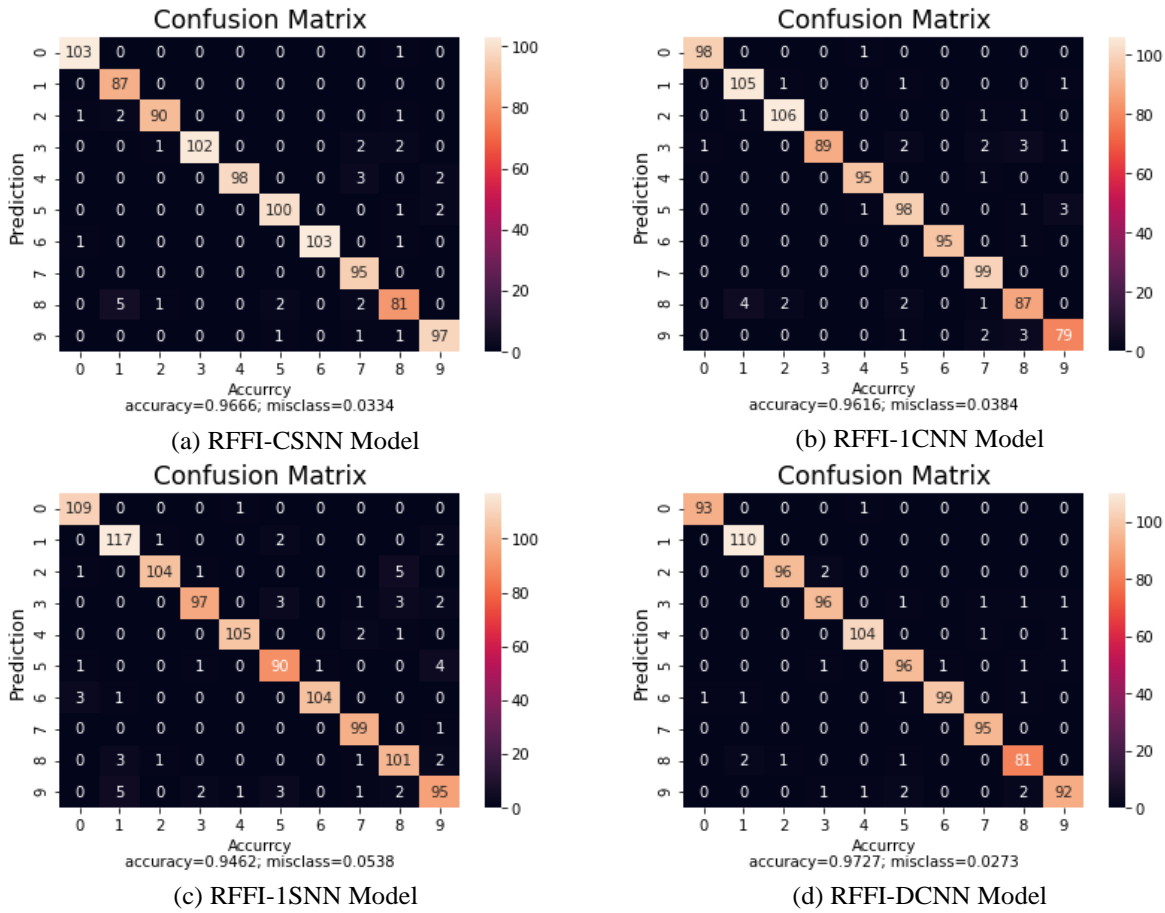 Confusion Matrix
0 103 0 0 0 0 0 0 0 1 0
1 0 87 0 0 0 0 0 0 0 0
2 1 2 90 0 0 0 0 0 1 0
3 0 0 1 102 0 0 0 2 2 0
4 0 0 0 0 98 0 0 3 0 2
5 0 0 0 0 0 100 0 0 1 2
6 1 0 0 0 0 0 103 0 1 0
7 0 0 0 0 0 0 0 95 0 0
8 0 5 1 0 0 2 0 2 81 0
9 0 0 0 0 0 1 0 1 1 97
0 1 2 3 4 5 6 7 8 9
Prediction
Accurrcy
accuracy=0.9666; misclass=0.0334
100
80
60
40
20
0
(a) RFFI-CSNN Model
Confusion Matrix
0 98 0 0 0 1 0 0 0 0 0
1 0 105 1 0 0 1 0 0 0 1
2 0 1 106 0 0 0 0 1 1 0
3 1 0 0 89 0 2 0 2 3 1
4 0 0 0 0 95 0 0 1 0 0
5 0 0 0 0 1 98 0 0 1 3
6 0 0 0 0 0 0 95 0 1 0
7 0 0 0 0 0 0 0 99 0 0
8 0 4 2 0 0 2 0 1 87 0
9 0 0 0 0 0 1 0 2 3 79
0 1 2 3 4 5 6 7 8 9
Prediction
Accurrcy
accuracy=0.9616; misclass=0.0384
100
80
60
40
20
0
(b) RFFI-1CNN Model
Confusion Matrix
0 109 0 0 0 1 0 0 0 0 0
1 0 117 1 0 0 2 0 0 0 2
2 1 0 104 1 0 0 0 0 5 0
3 0 0 0 97 0 3 0 1 3 2
4 0 0 0 0 105 0 0 2 1 0
5 1 0 0 1 0 90 1 0 0 4
6 3 1 0 0 0 0 104 0 0 0
7 0 0 0 0 0 0 0 99 0 1
8 0 3 1 0 0 0 0 1 101 2
9 0 5 0 2 1 3 0 1 2 95
0 1 2 3 4 5 6 7 8 9
Prediction
Accurrcy
accuracy=0.9462; misclass=0.0538
100
80
60
40
20
0
(c) RFFI-1SNN Model
Confusion Matrix
0 93 0 0 0 1 0 0 0 0 0
1 0 110 0 0 0 0 0 0 0 0
2 0 0 96 2 0 0 0 0 0 0
3 0 0 0 96 0 1 0 1 1 1
4 0 0 0 0 104 0 0 1 0 1
5 0 0 0 1 0 96 1 0 1 1
6 1 1 0 0 0 1 99 0 1 0
7 0 0 0 0 0 0 0 95 0 0
8 0 2 1 0 0 1 0 0 81 0
9 0 0 0 1 1 2 0 0 2 92
0 1 2 3 4 5 6 7 8 9
Prediction
Accurrcy
accuracy=0.9727; misclass=0.0273
100
80
60
40
20
0
(d) RFFI-DCNN Model